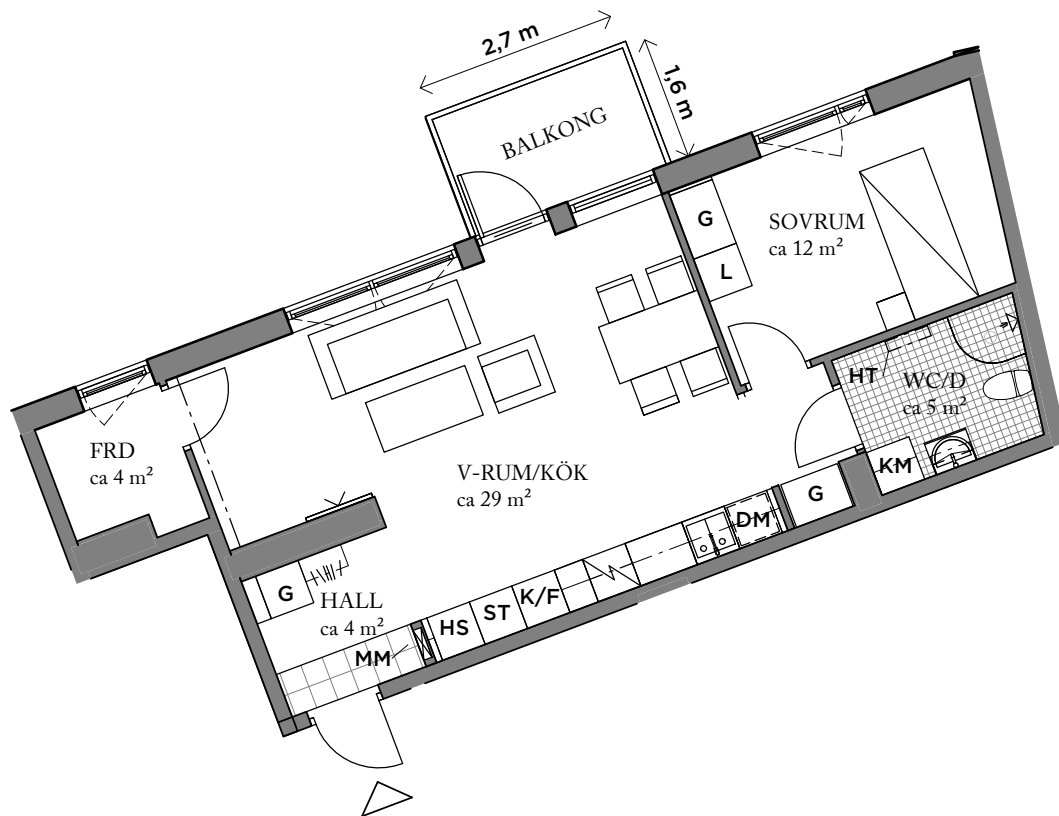 2,7 m
1,6 m
BALKONG
G
L
SOVRUM
ca 12 m²
HT
WC/D
ca 5 m²
FRD
ca 4 m²
V-RUM/KÖK
ca 29 m²
KM
G
DM
G
HALL
ca 4 m²
K/F
ST
HS
MM